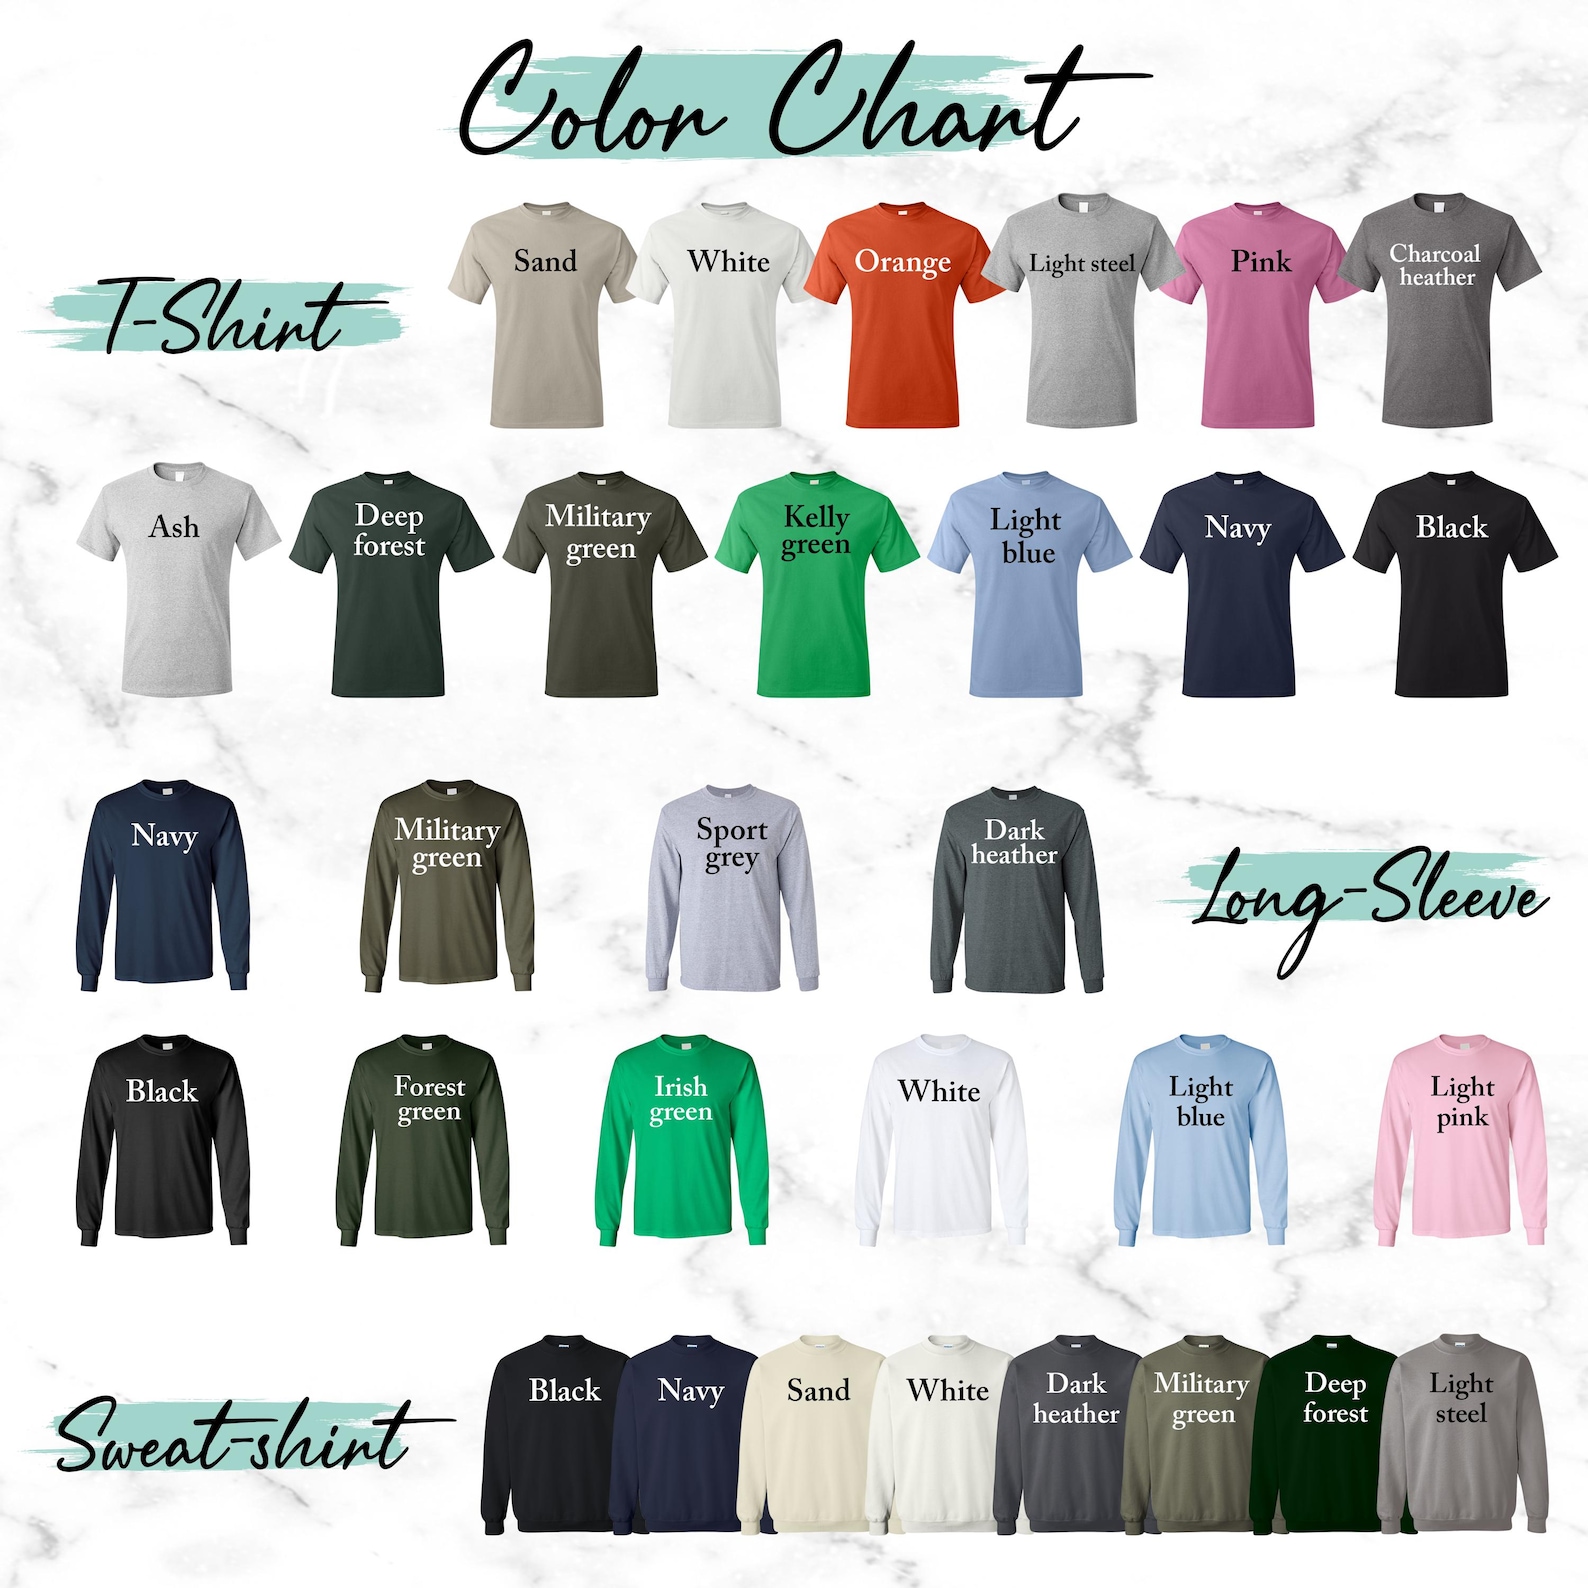 Color Chart
T-Shirt
Sand
White
Orange
Light steel
Pink
Charcoal
heather
Ash
Deep
forest
Military
green
Kelly
green
Light
blue
Navy
Black
Navy
Military
green
Sport
grey
Dark
heather
Long-Sleeve
Black
Forest
green
Irish
green
White
Light
blue
Light
pink
Sweat-shirt
Black
Navy
Sand
White
Dark
heather
Military
green
Deep
forest
Light
steel